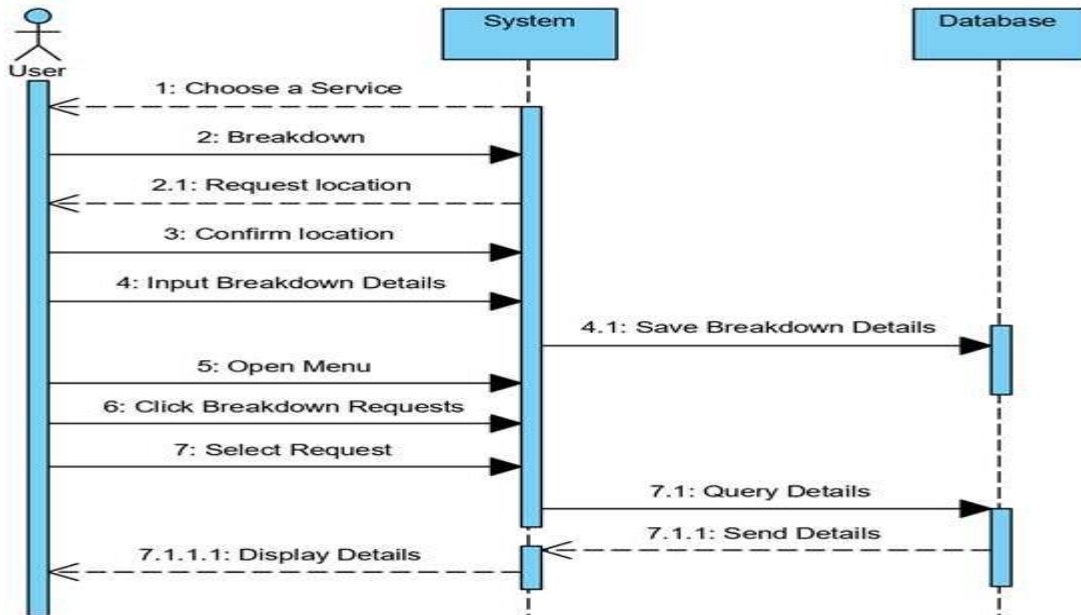 System
Database
User
1: Choose a Service
2: Breakdown
2.1: Request location
3: Confirm location
4: Input Breakdown Details
4.1: Save Breakdown Details
5: Open Menu
6: Click Breakdown Requests
7: Select Request
7.1: Query Details
7.1.1: Send Details
7.1.1.1: Display Details